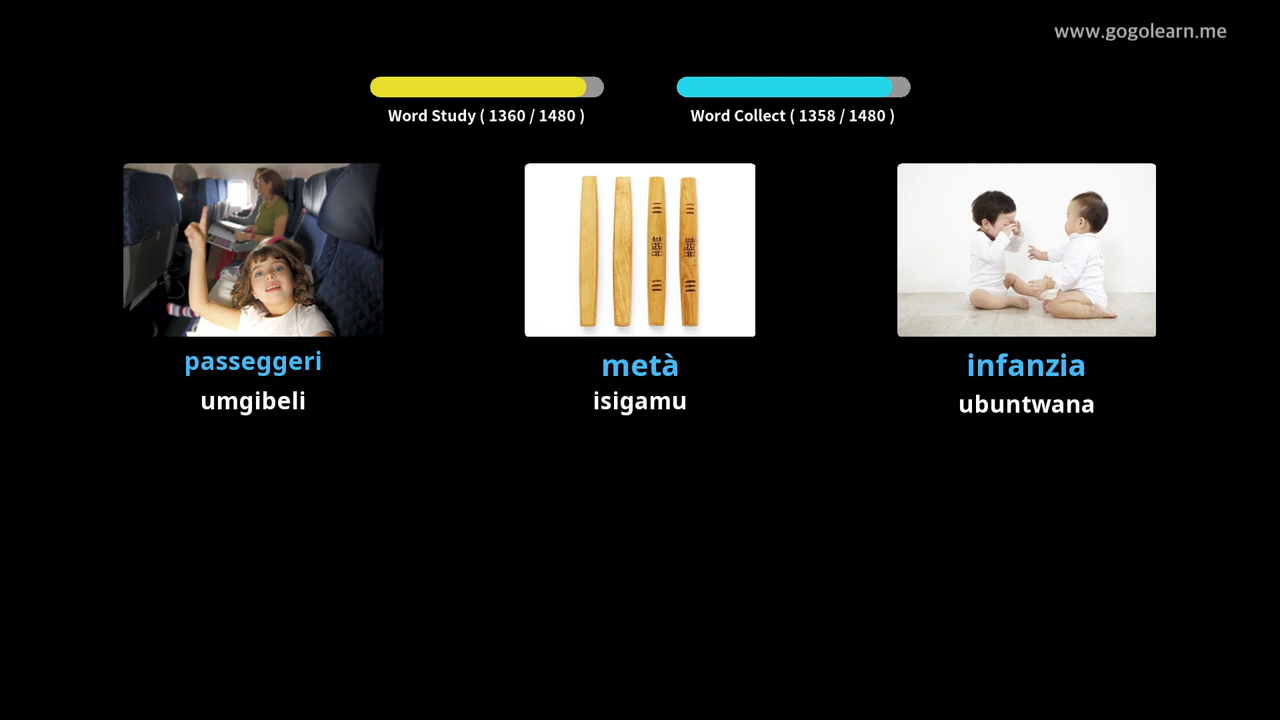 www.gogolearn.me
Word Study ( 1360 / 1480 )
Word Collect ( 1358 / 1480 )
passeggeri
umgibeli
metà
isigamu
infanzia
ubuntwana